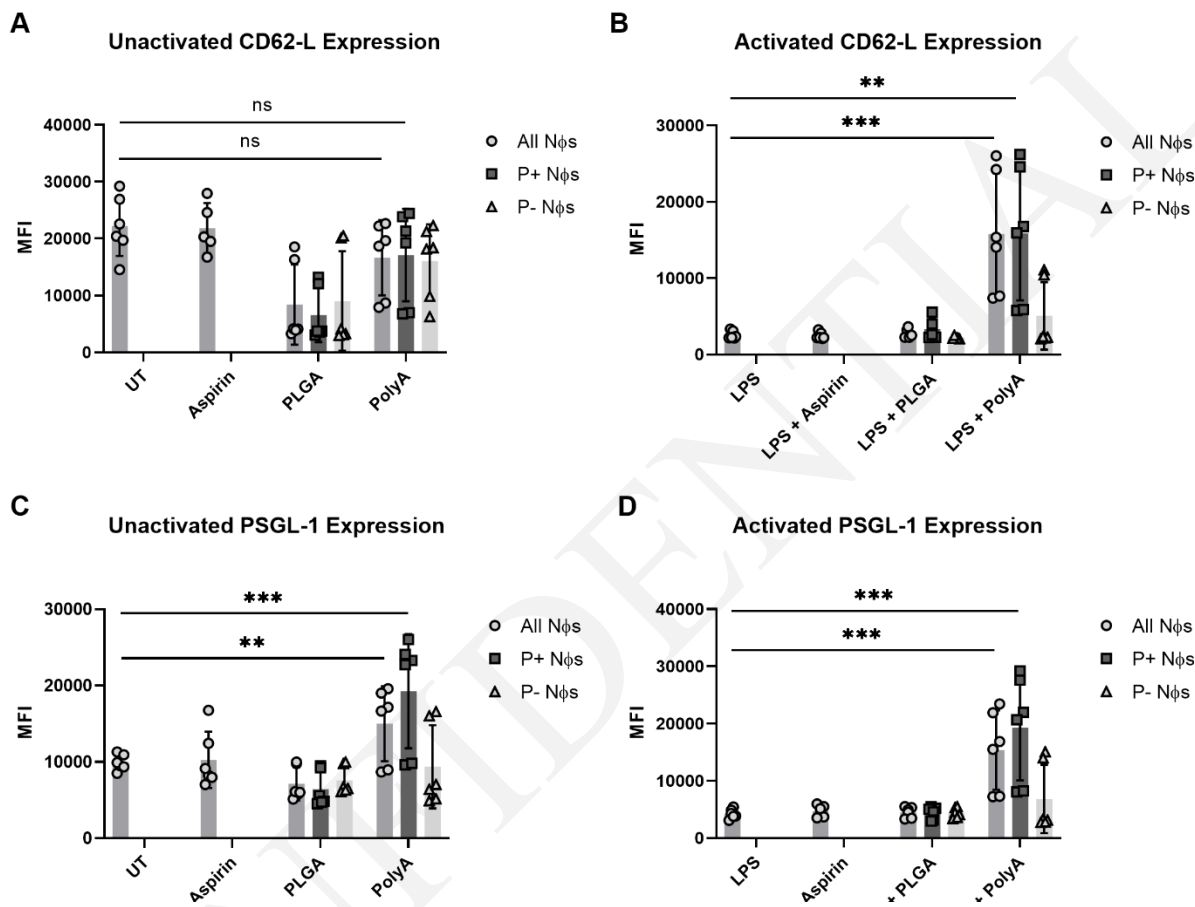 A
Unactivated CD62-L Expression
ns
ns
40000
30000
20000
10000
0
MFI
UT
Aspirin
PLGA
PolyA
All Nϕs
P+ Nϕs
P- Nϕs
B
Activated CD62-L Expression
**
***
30000
20000
10000
0
MFI
LPS
LPS + Aspirin
LPS + PLGA
LPS + PolyA
All Nϕs
P+ Nϕs
P- Nϕs
C
Unactivated PSGL-1 Expression
***
**
30000
20000
10000
0
MFI
UT
Aspirin
PLGA
PolyA
All Nϕs
P+ Nϕs
P- Nϕs
D
Activated PSGL-1 Expression
***
***
40000
30000
20000
10000
0
MFI
LPS
Aspirin
+ PLGA
+ PolyA
All Nϕs
P+ Nϕs
P- Nϕs
NFIDENTIAL